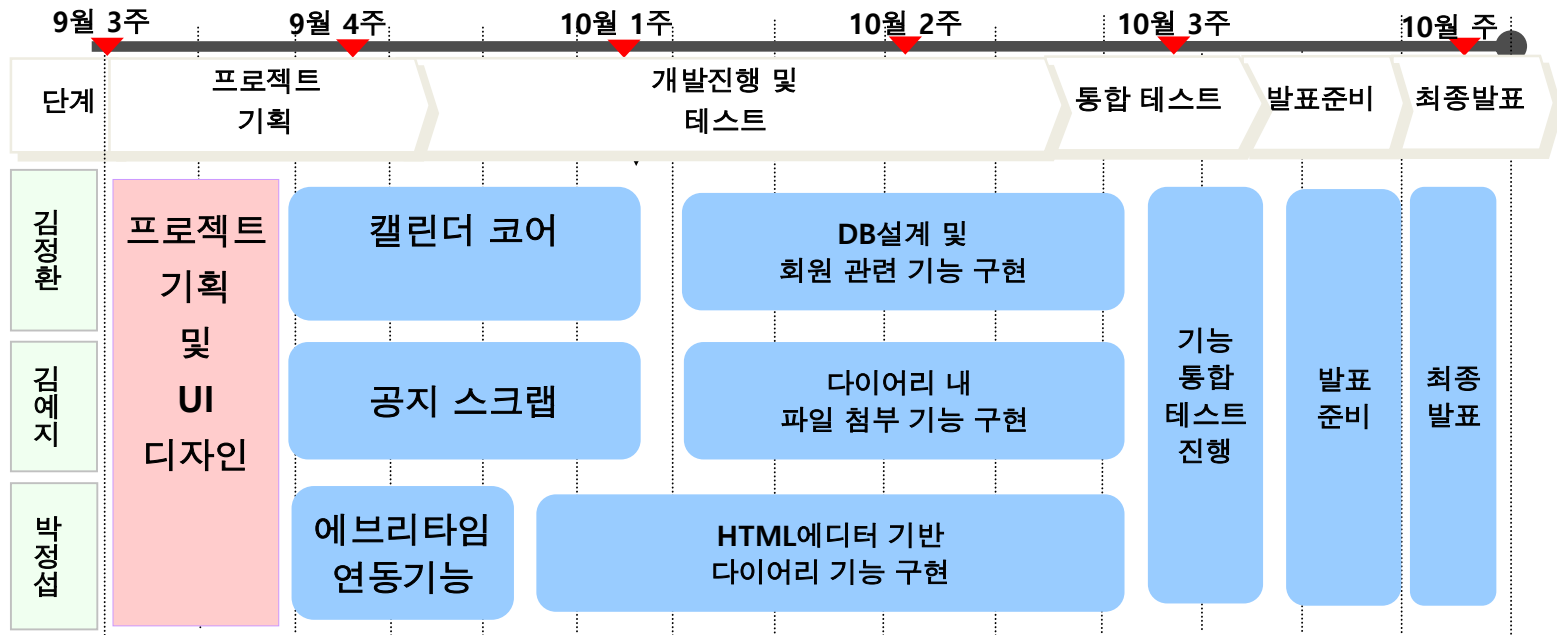 9월 3주
9월 4주
10월 1주
10월 2주
10월 3주
10월 주
단계
프로젝트
기획
개발진행 및
테스트
통합 테스트
발표준비
최종발표
김정환
프로젝트
기획
및
UI
디자인
캘린더 코어
DB설계 및
회원 관련 기능 구현
김예지
공지 스크랩
다이어리 내
파일 첨부 기능 구현
박정섭
에브리타임
연동기능
HTML에디터 기반
다이어리 기능 구현
기능
통합
테스트
진행
발표
준비
최종
발표